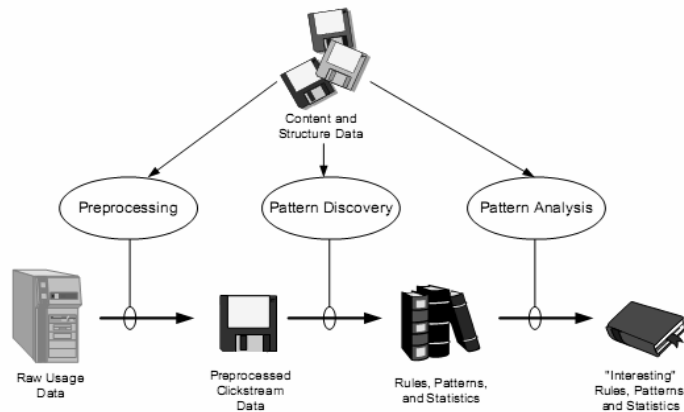 Content and
Structure Data
Preprocessing
Pattern Discovery
Pattern Analysis
Raw Usage
Data
Preprocessed
Clickstream
Data
Rules, Patterns,
and Statistics
"Interesting"
Rules, Patterns,
and Statistics